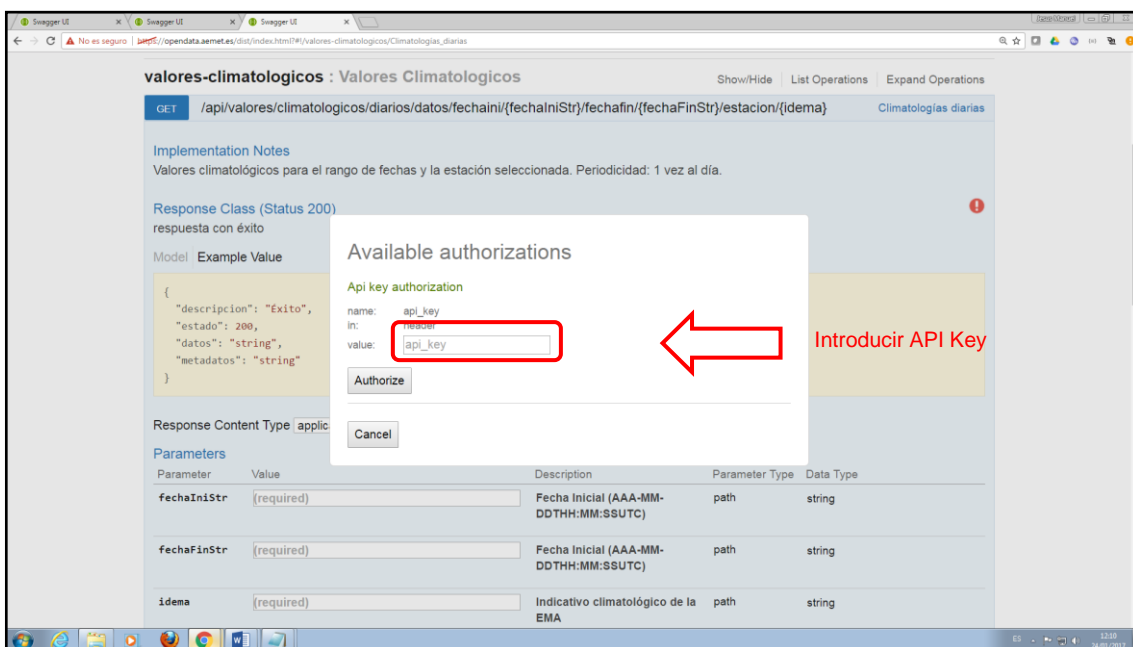 Swagger UI
Swagger UI
Swagger UI
No es seguro | https://opendata.aemet.es/dist/index.html?#!/valores-climatologicos/Climatologias_diarias
valores-climatologicos : Valores Climatologicos
Show/Hide List Operations Expand Operations
GET /api/valores/climatologicos/diarios/datos/fechaini/{fechaIniStr}/fechafin/{fechaFinStr}/estacion/{idema} Climatologías diarias
Implementation Notes
Valores climatológicos para el rango de fechas y la estación seleccionada. Periodicidad: 1 vez al día.
Response Class (Status 200)
respuesta con éxito
Model Example Value
{
"descripcion": "Éxito",
"estado": 200,
"datos": "string",
"metadatos": "string"
}
Available authorizations
Api key authorization
name: api_key
in: header
value: api_key
Authorize
Cancel
Introducir API Key
Response Content Type applic
Parameters
Parameter Value Description Parameter Type Data Type
fechaIniStr (required) Fecha Inicial (AAA-MM-
DDTHH:MM:SSUTC) path string
fechaFinStr (required) Fecha Inicial (AAA-MM-
DDTHH:MM:SSUTC) path string
idema (required) Indicativo climatológico de la
EMA path string
ES
12:10